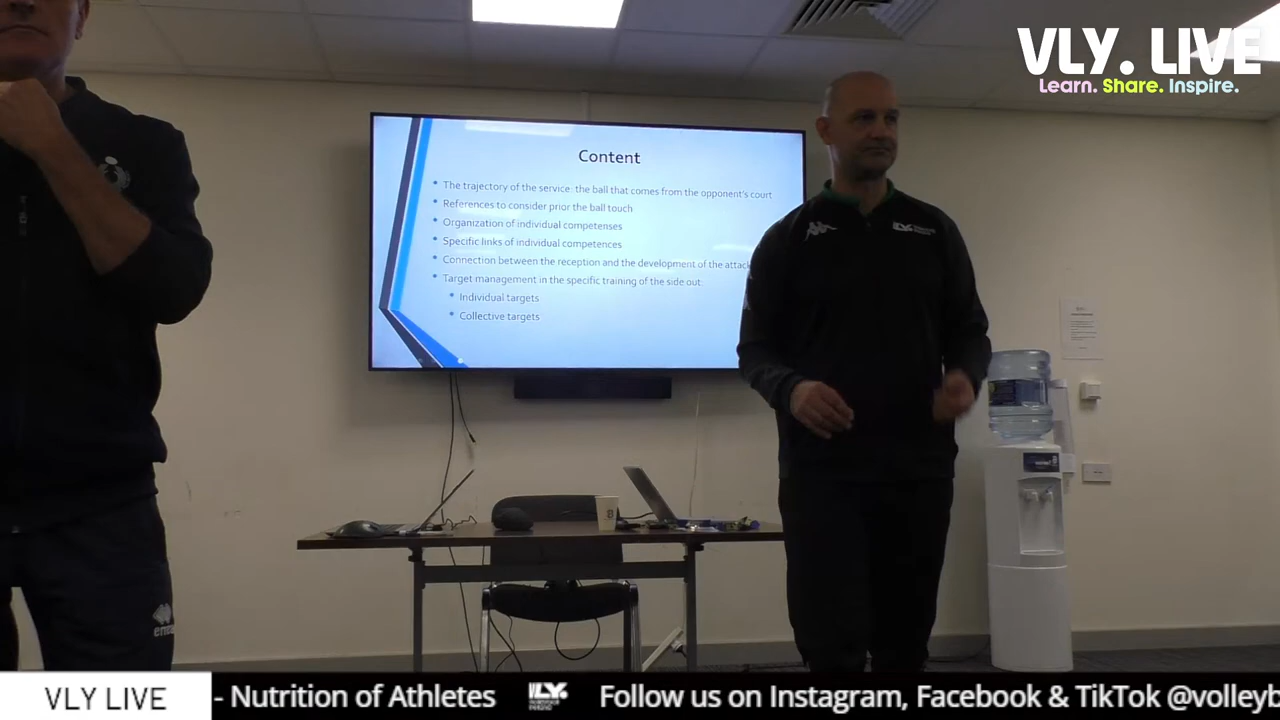 VLY. LIVE
Learn. Share. Inspire.
Content
The trajectory of the service: the ball that comes from the opponent's court
References to consider prior the ball touch
Organization of individual competenses
Specific links of individual competences
Connection between the reception and the development of the attack
Target management in the specific training of the side out:
Individual targets
Collective targets
VLY LIVE
- Nutrition of Athletes
Follow us on Instagram, Facebook & TikTok @volleyb